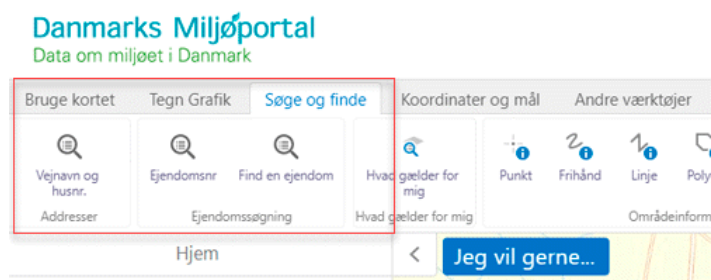 Danmarks Miljøportal
Data om miljøet i Danmark
Bruge kortet Tegn Grafik Søge og finde Koordinater og mål Andre værktøjer
Vejnavn og husnr. Ejendomsnr Find en ejendom Hvad gælder for mig Punkt Frihånd Linje
Addresser Ejendomssøgning Hvad gælder for mig
Hjem < Jeg vil gerne...